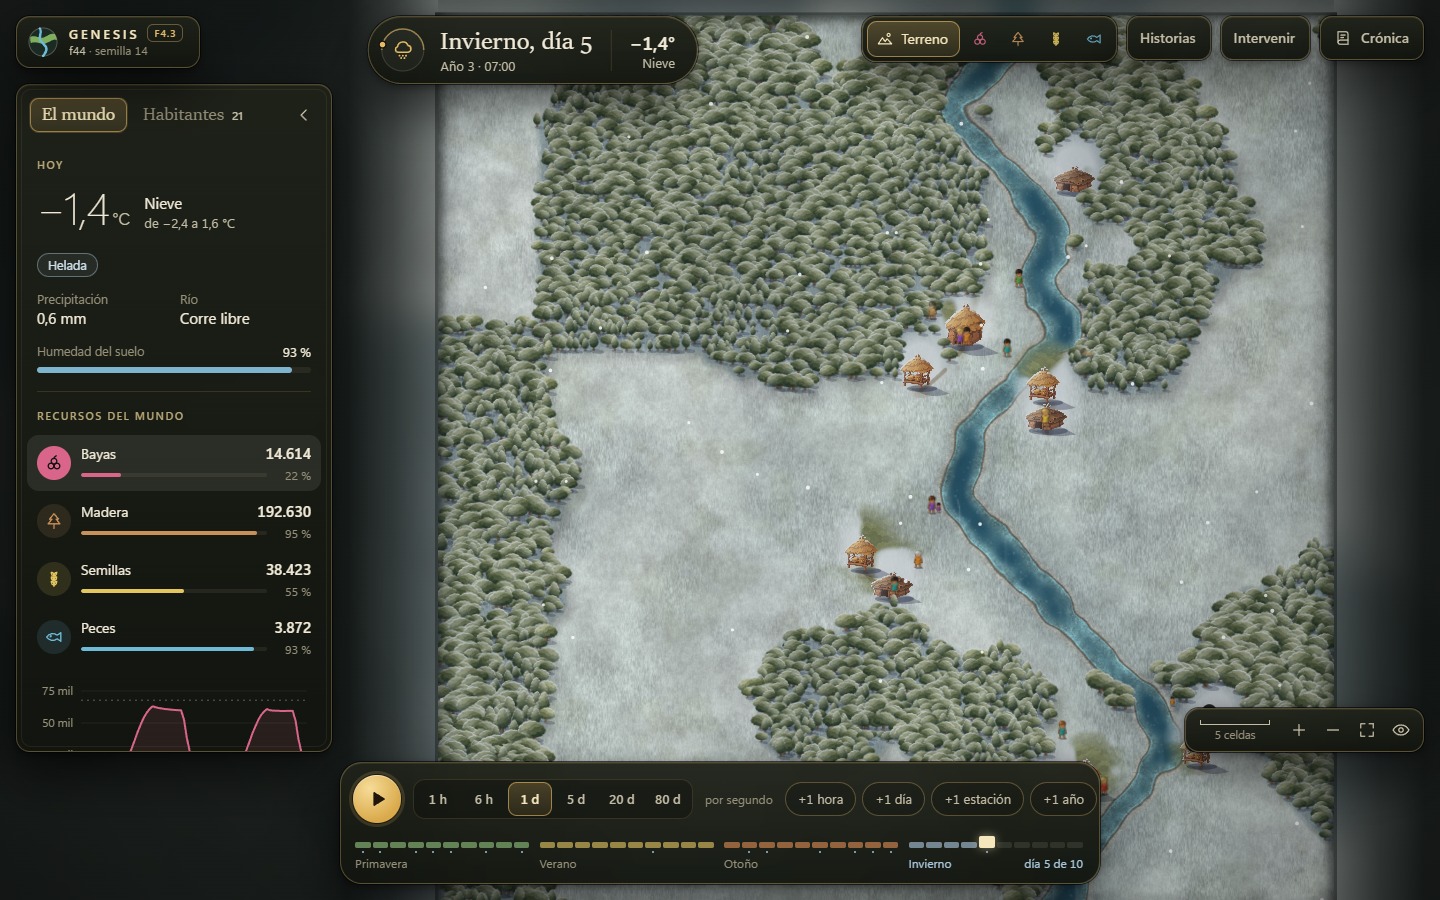 GENESIS F4.3
f44 · semilla 14
Invierno, día 5
Año 3 · 07:00
−1,4°
Nieve
Terreno
Historias
Intervenir
Crónica
El mundo
Habitantes 21
HOY
−1,4 °C
Nieve
de −2,4 a 1,6 °C
Helada
Precipitación
0,6 mm
Río
Corre libre
Humedad del suelo 93 %
RECURSOS DEL MUNDO
Bayas 14.614
22 %
Madera 192.630
95 %
Semillas 38.423
55 %
Peces 3.872
93 %
75 mil
50 mil
5 celdas
1 h 6 h 1 d 5 d 20 d 80 d por segundo +1 hora +1 día +1 estación +1 año
Primavera Verano Otoño Invierno día 5 de 10